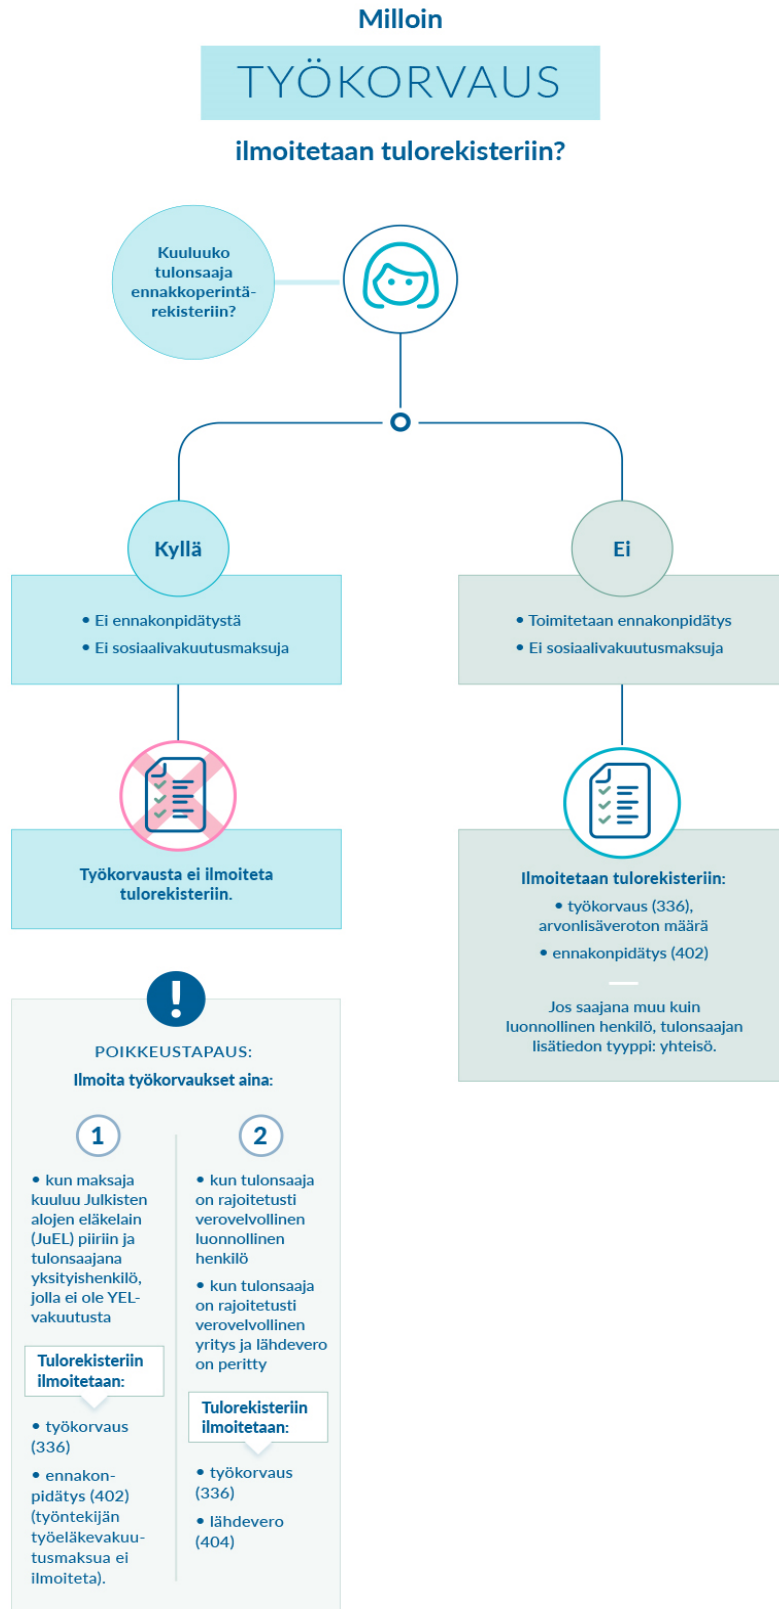 Milloin
TYÖKORVAUS
ilmoitetaan tulorekisteriin?
Kuuluuko
tulonsaaja
ennakkoperintä-
rekisteriin?
Kyllä
• Ei ennakonpidätystä
• Ei sosiaalivakuutusmaksuja
Työkorvausta ei ilmoiteta
tulorekisteriin.
Ei
• Toimitetaan ennakonpidätys
• Ei sosiaalivakuutusmaksuja
Ilmoitetaan tulorekisteriin:
• työkorvaus (336),
arvonlisäveroton määrä
• ennakonpidätys (402)
Jos saajana muu kuin
luonnollinen henkilö, tulonsaajan
lisätiedon tyyppi: yhteisö.
!
POIKKEUSTAPAUS:
Ilmoita työkorvaukset aina:
1
• kun maksaja
kuuluu Julkisten
alojen eläkelain
(JuEL) piiriin ja
tulonsaajana
yksityishenkilö,
jolla ei ole YEL-
vakuutusta
Tulorekisteriin
ilmoitetaan:
• työkorvaus
(336)
• ennakon-
pidätys (402)
(työntekijän
työeläkevakuu-
tusmaksua ei
ilmoiteta).
2
• kun tulonsaaja
on rajoitetusti
verovelvollinen
luonnollinen
henkilö
• kun tulonsaaja
on rajoitetusti
verovelvollinen
yritys ja lähdevero
on peritty
Tulorekisteriin
ilmoitetaan:
• työkorvaus
(336)
• lähdevero
(404)